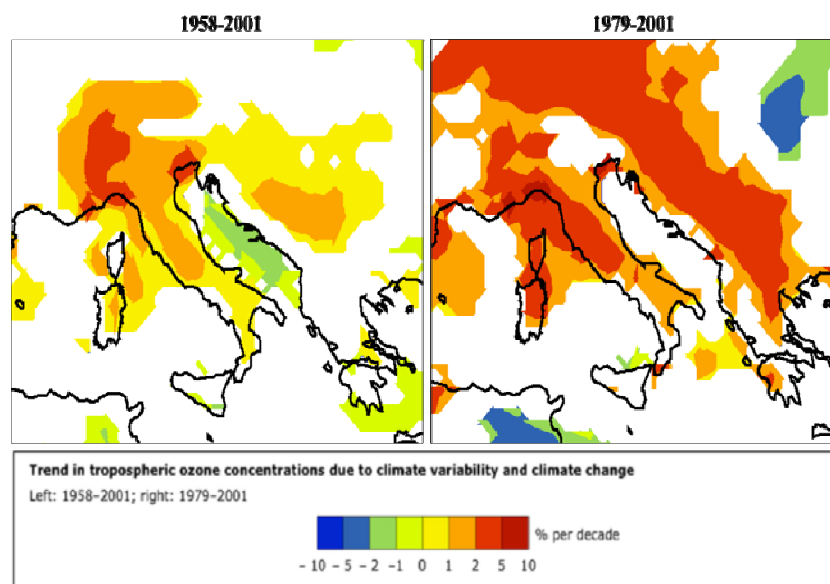 1958-2001 1979-2001
Trend in tropospheric ozone concentrations due to climate variability and climate change
Left: 1958–2001; right: 1979–2001
% per decade
– 10 – 5 – 2 –1 0 1 2 5 10